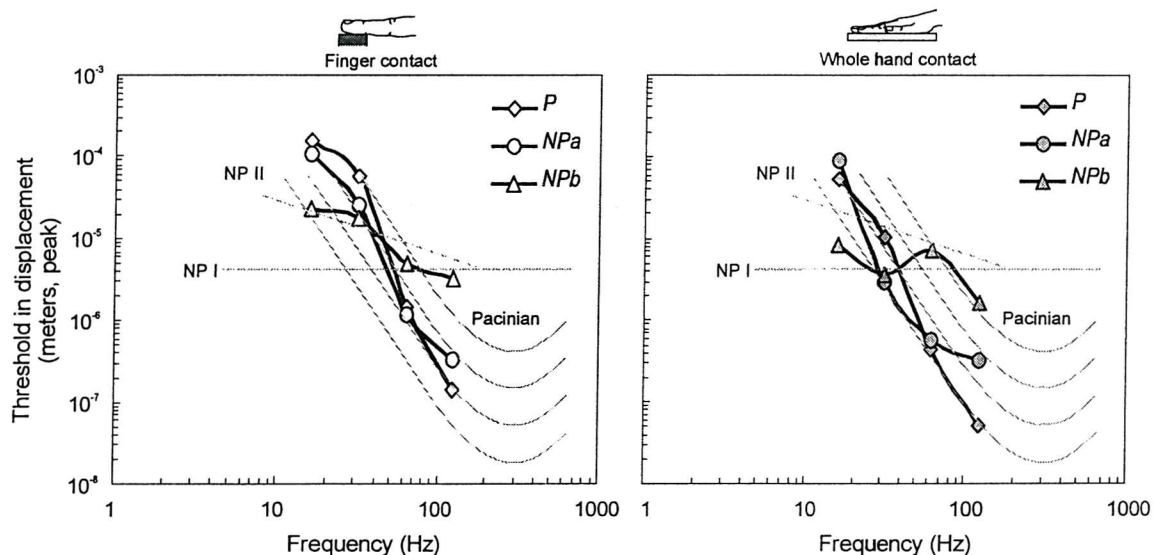 Finger contact
10⁻³
10⁻⁴
10⁻⁵
10⁻⁶
10⁻⁷
10⁻⁸
Threshold in displacement
(meters, peak)
P
NPa
NPb
NP II
NP I
Pacinian
1
10
100
1000
Frequency (Hz)
Whole hand contact
P
NPa
NPb
NP II
NP I
Pacinian
1
10
100
1000
Frequency (Hz)